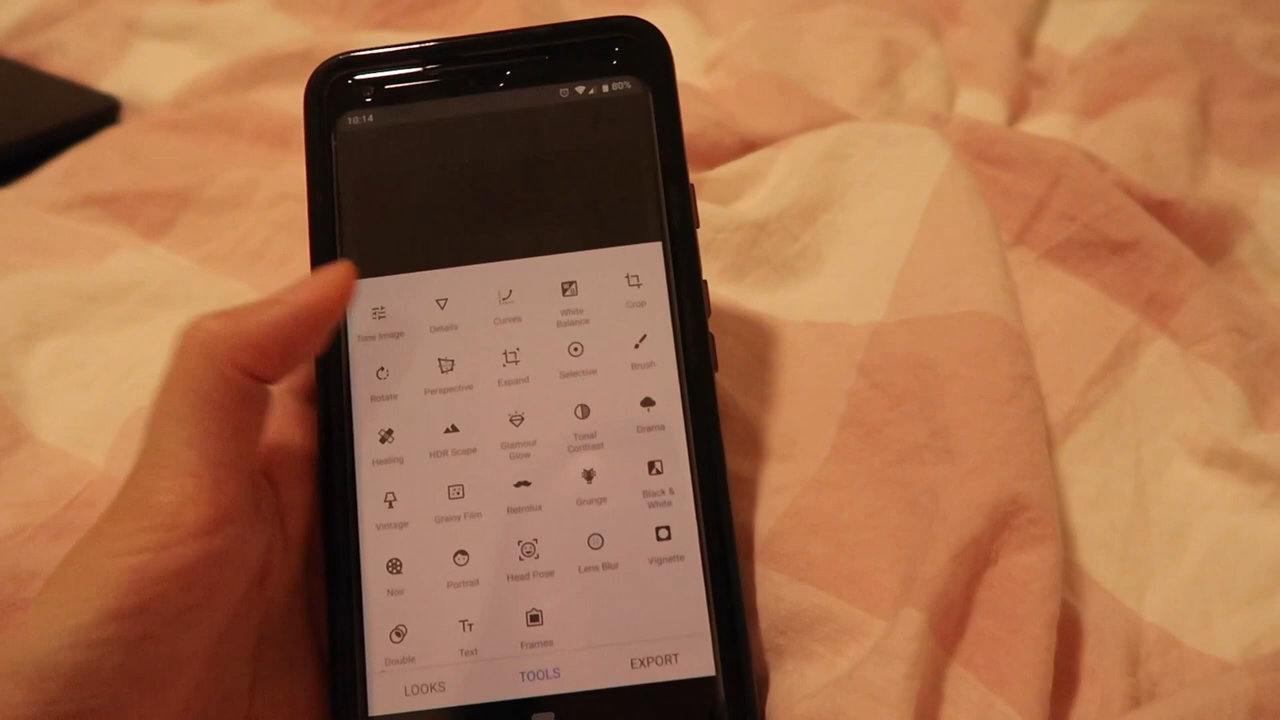 10:14 80%
Tune Image Details Curves White Balance Crop
Rotate Perspective Expand Selective Brush
Healing HDR Scape Glamour Glow Tonal Contrast Drama
Vintage Grainy Film Retrolux Grunge Black & White
Noir Portrait Head Pose Lens Blur Vignette
Double Tт Text Frames
LOOKS TOOLS EXPORT